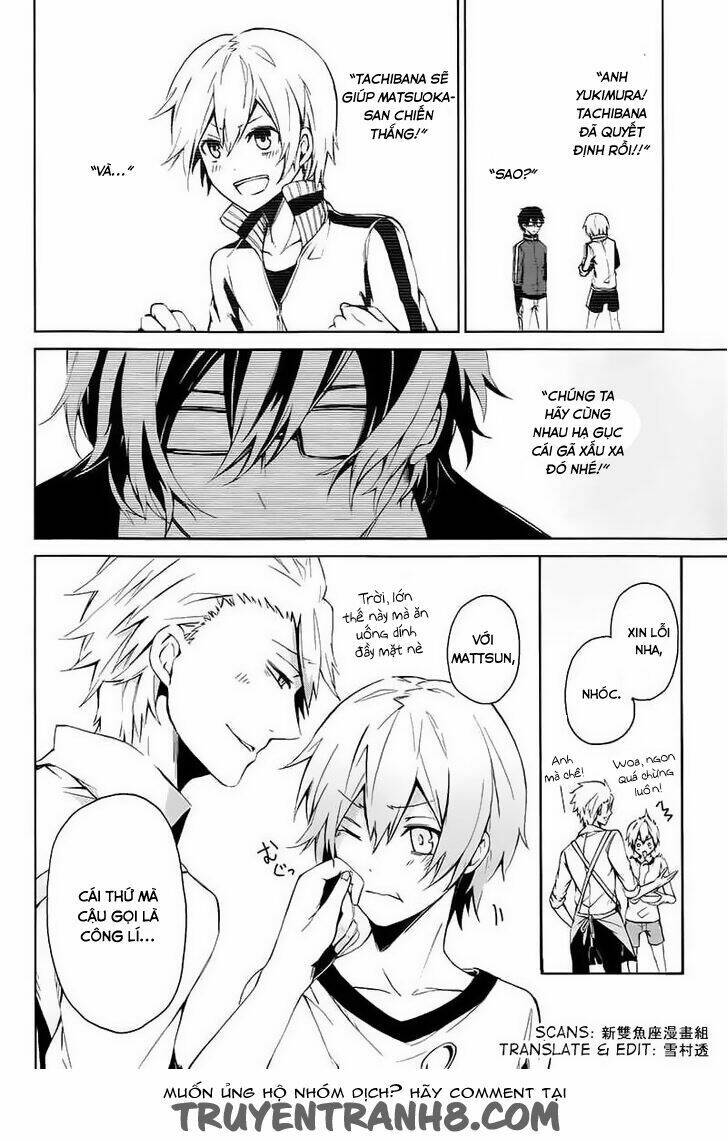 "ANH
YUKIMURA!
TACHIBANA
ĐÃ QUYẾT
ĐỊNH RỒI!!"
"SAO?"
"TACHIBANA SẼ
GIÚP MATSUOKA-
SAN CHIẾN
THẮNG!"
"VÀ..."
"CHÚNG TA
HÃY CÙNG
NHAU HẠ GỤC
CÁI GÃ XẤU XA
ĐÓ NHÉ!"
XIN LỖI
NHA,
NHÓC.
Woa, ngon
quá chừng
luôn!
Anh
mà chê!
VỚI
MATTSUN,
Trời, lớn
thế này mà ăn
uống dính
đầy mặt nè
CÁI THỨ MÀ
CẬU GỌI LÀ
CÔNG LÍ...
SCANS: 新雙魚座漫畫組
TRANSLATE & EDIT: 雪村透
MUỐN ỦNG HỘ NHÓM DỊCH? HÃY COMMENT TẠI
TRUYENTRANH8.COM